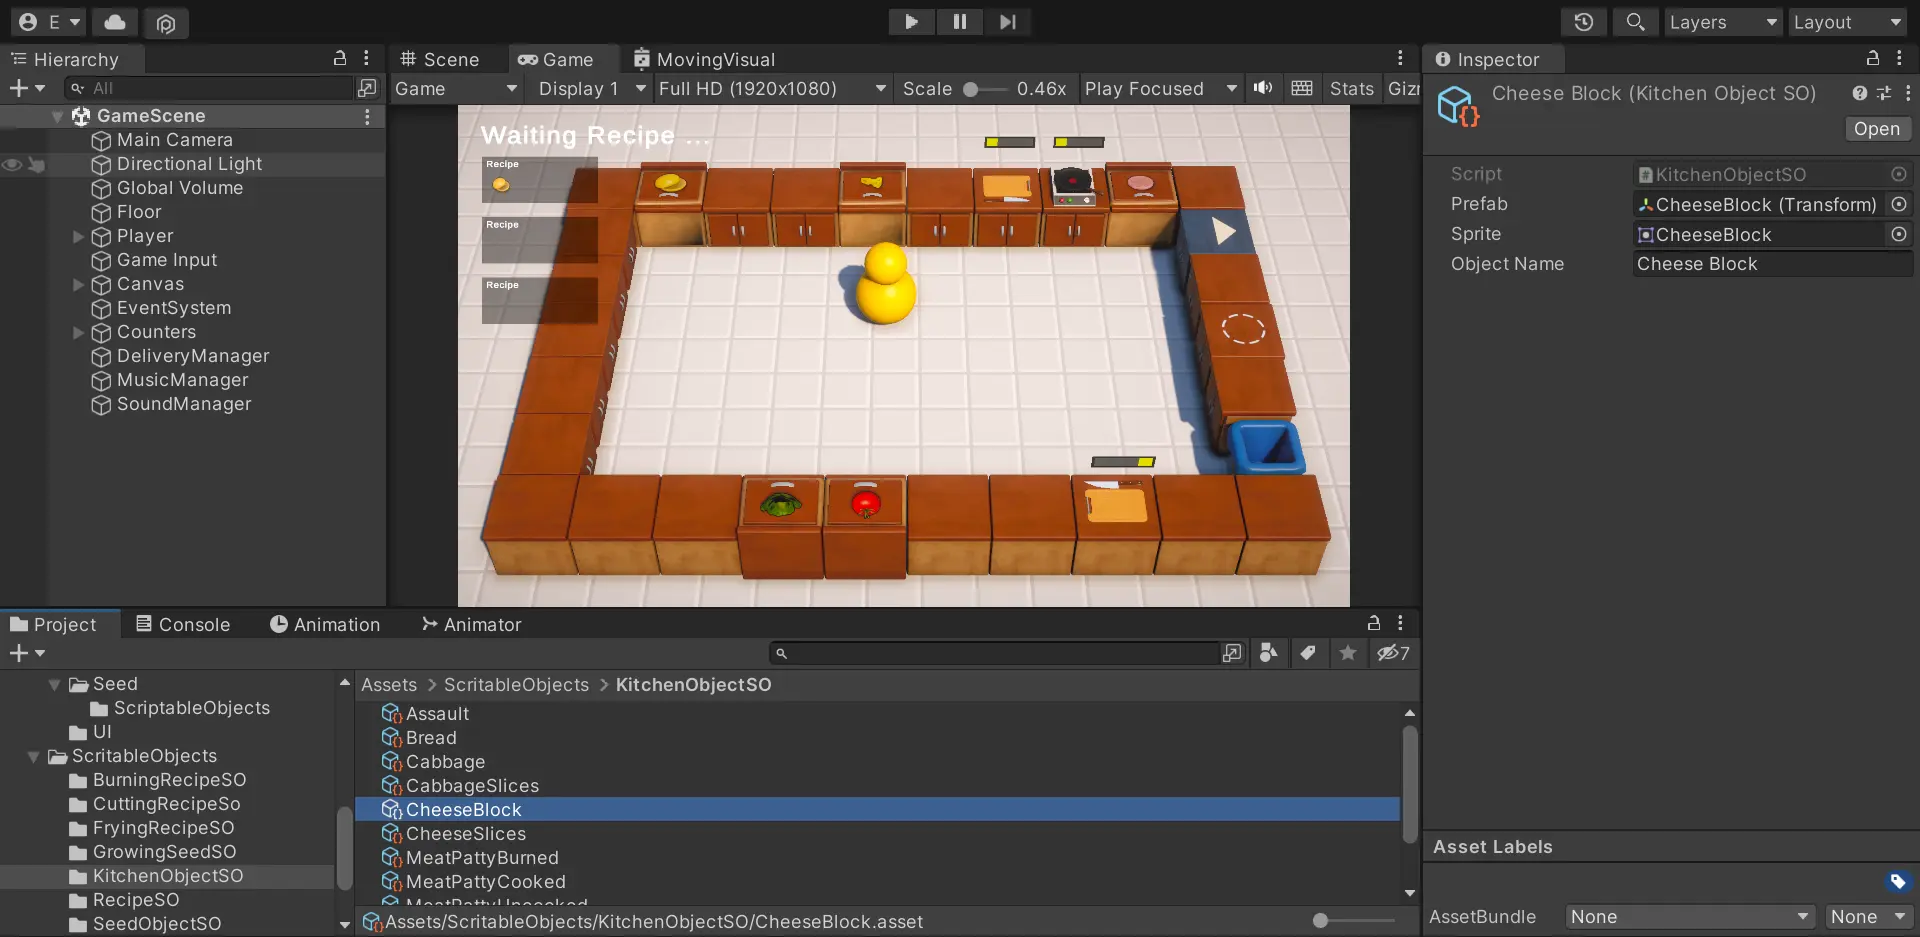 E
Layers
Layout
Hierarchy
All
GameScene
Main Camera
Directional Light
Global Volume
Floor
Player
Game Input
Canvas
EventSystem
Counters
DeliveryManager
MusicManager
SoundManager
Scene
Game
MovingVisual
Game
Display 1
Full HD (1920x1080)
Scale
0.46x
Play Focused
Stats
Giz
Waiting Recipe ...
Recipe
Recipe
Recipe
Inspector
Cheese Block (Kitchen Object SO)
Open
Script
KitchenObjectSO
Prefab
CheeseBlock (Transform)
Sprite
CheeseBlock
Object Name
Cheese Block
Project
Console
Animation
Animator
7
Seed
ScriptableObjects
UI
ScritableObjects
BurningRecipeSO
CuttingRecipeSo
FryingRecipeSO
GrowingSeedSO
KitchenObjectSO
RecipeSO
SeedObjectSO
Assets > ScritableObjects > KitchenObjectSO
Assault
Bread
Cabbage
CabbageSlices
CheeseBlock
CheeseSlices
MeatPattyBurned
MeatPattyCooked
MeatPattyUncooked
Assets/ScritableObjects/KitchenObjectSO/CheeseBlock.asset
Asset Labels
AssetBundle
None
None